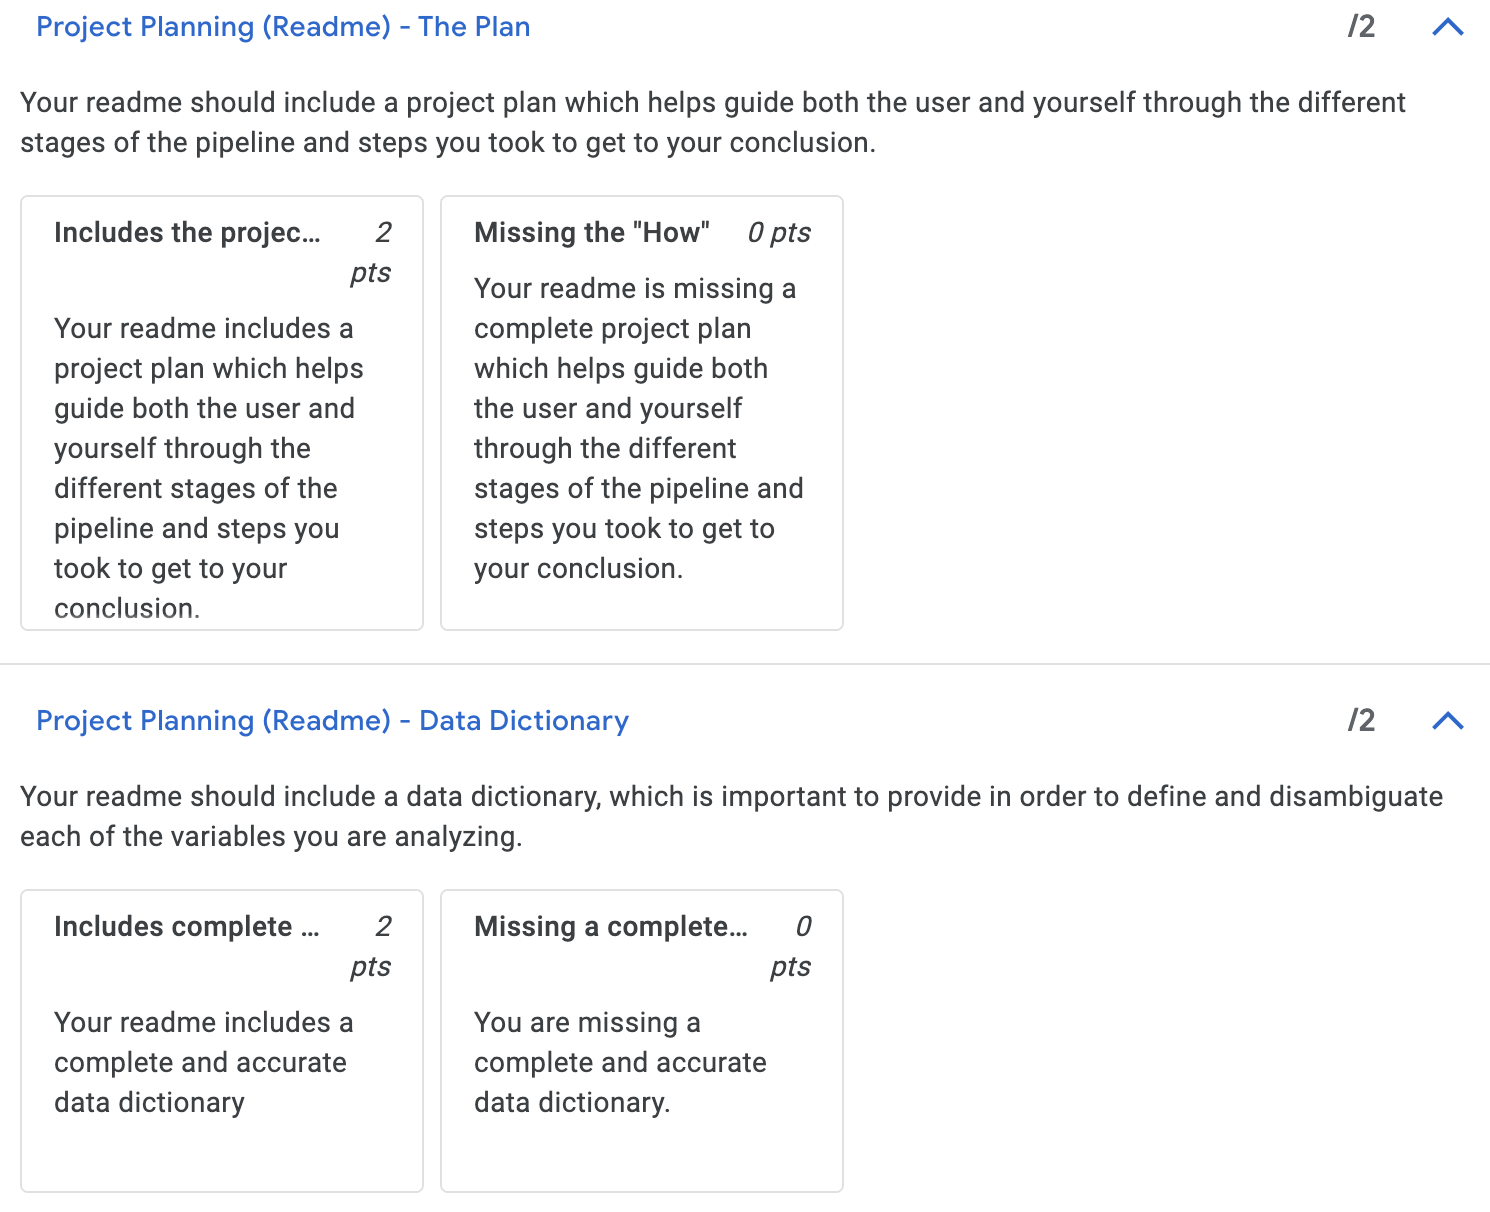 Project Planning (Readme) - The Plan /2
Your readme should include a project plan which helps guide both the user and yourself through the different
stages of the pipeline and steps you took to get to your conclusion.
Includes the projec... 2
pts
Your readme includes a
project plan which helps
guide both the user and
yourself through the
different stages of the
pipeline and steps you
took to get to your
conclusion.
Missing the "How" 0 pts
Your readme is missing a
complete project plan
which helps guide both
the user and yourself
through the different
stages of the pipeline and
steps you took to get to
your conclusion.
Project Planning (Readme) - Data Dictionary /2
Your readme should include a data dictionary, which is important to provide in order to define and disambiguate
each of the variables you are analyzing.
Includes complete ... 2
pts
Your readme includes a
complete and accurate
data dictionary
Missing a complete... 0
pts
You are missing a
complete and accurate
data dictionary.